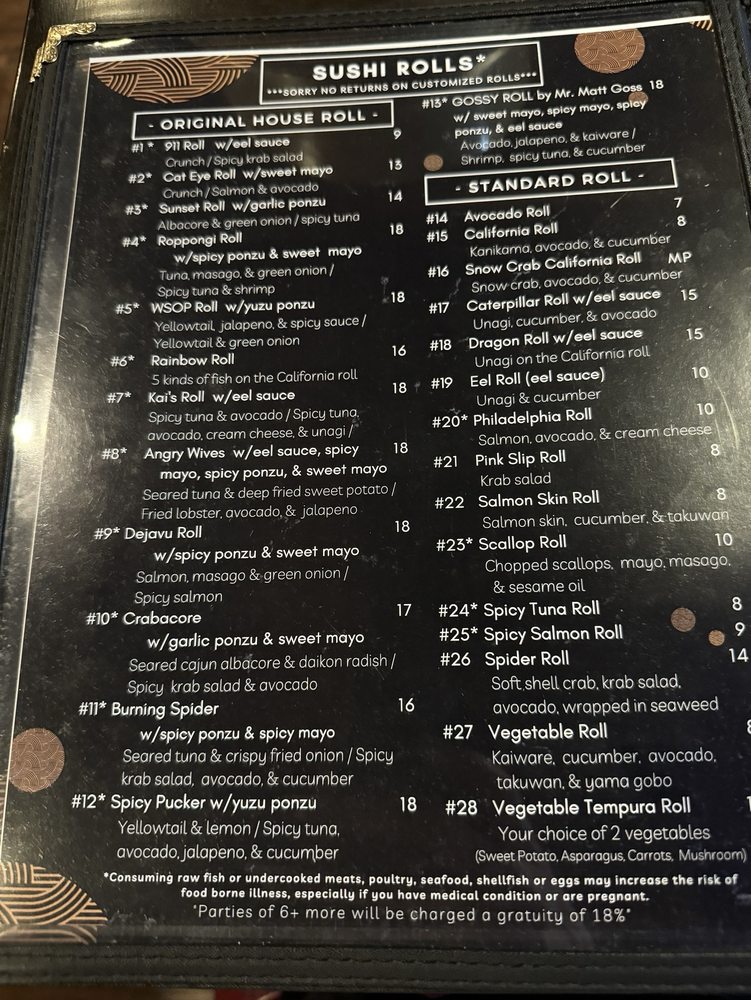 SUSHI ROLLS*
***SORRY NO RETURNS ON CUSTOMIZED ROLLS***
- ORIGINAL HOUSE ROLL -
#1 * 911 Roll w/eel sauce 9
Crunch / Spicy krab salad
#2* Cat Eye Roll w/sweet mayo 13
Crunch / Salmon & avocado
#3* Sunset Roll w/garlic ponzu 14
Albacore & green onion / spicy tuna
#4* Roppongi Roll 18
w/spicy ponzu & sweet mayo
Tuna, masago, & green onion /
Spicy tuna & shrimp
#5* WSOP Roll w/yuzu ponzu 18
Yellowtail, jalapeno, & spicy sauce /
Yellowtail & green onion
#6* Rainbow Roll 16
5 kinds of fish on the California roll
#7* Kai's Roll w/eel sauce 18
Spicy tuna & avocado / Spicy tuna,
avocado, cream cheese, & unagi /
#8* Angry Wives w/eel sauce, spicy 18
mayo, spicy ponzu, & sweet mayo
Seared tuna & deep fried sweet potato /
Fried lobster, avocado, & jalapeno
#9* Dejavu Roll 18
w/spicy ponzu & sweet mayo
Salmon, masago & green onion /
Spicy salmon
#10* Crabacore 17
w/garlic ponzu & sweet mayo
Seared cajun albacore & daikon radish /
Spicy krab salad & avocado
#11* Burning Spider 16
w/spicy ponzu & spicy mayo
Seared tuna & crispy fried onion / Spicy
krab salad, avocado, & cucumber
#12* Spicy Pucker w/yuzu ponzu 18
Yellowtail & lemon / Spicy tuna,
avocado, jalapeno, & cucumber
#13* GOSSY ROLL by Mr. Matt Goss 18
w/ sweet mayo, spicy mayo, spicy
ponzu, & eel sauce
Avocado, jalapeno, & kaiware /
Shrimp, spicy tuna, & cucumber
- STANDARD ROLL -
#14 Avocado Roll 7
#15 California Roll 8
Kanikama, avocado, & cucumber
#16 Snow Crab California Roll MP
Snow crab, avocado, & cucumber
#17 Caterpillar Roll w/eel sauce 15
Unagi, cucumber, & avocado
#18 Dragon Roll w/eel sauce 15
Unagi on the California roll
#19 Eel Roll (eel sauce) 10
Unagi & cucumber
#20* Philadelphia Roll 10
Salmon, avocado, & cream cheese
#21 Pink Slip Roll 8
Krab salad
#22 Salmon Skin Roll 8
Salmon skin, cucumber, & takuwan
#23* Scallop Roll 10
Chopped scallops, mayo, masago,
& sesame oil
#24* Spicy Tuna Roll 8
#25* Spicy Salmon Roll 9
#26 Spider Roll 14
Soft shell crab, krab salad,
avocado, wrapped in seaweed
#27 Vegetable Roll
Kaiware, cucumber, avocado,
takuwan, & yama gobo
#28 Vegetable Tempura Roll
Your choice of 2 vegetables
(Sweet Potato, Asparagus, Carrots, Mushroom)
*Consuming raw fish or undercooked meats, poultry, seafood, shellfish or eggs may increase the risk of
food borne illness, especially if you have medical condition or are pregnant.
*Parties of 6+ more will be charged a gratuity of 18%*